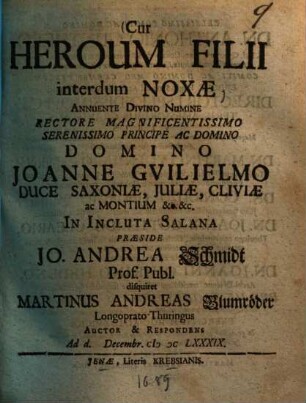 9
Cur
HEROUM FILII
interdum NOXÆ,
ANNUENTE DIVINO NUMINE
RECTORE MAGNIFICENTISSIMO
SERENISSIMO PRINCIPE AC DOMINO
DOMINO
JOANNE GVILIELMO
DUCE SAXONIÆ, JULIÆ, CLIVIÆ
ac MONTIUM &c. &c.
IN INCLUTA SALANA
PRÆSIDE
JO. ANDREA Schmidt
Prof. Publ.
disquiret
MARTINUS ANDREAS Blumröder
Longoprato Thuringus
AUCTOR & RESPONDENS
Ad d. Decembr. cIↄ Iↄc LXXXIX.
JENÆ, Literis KREBSIANIS.
1689